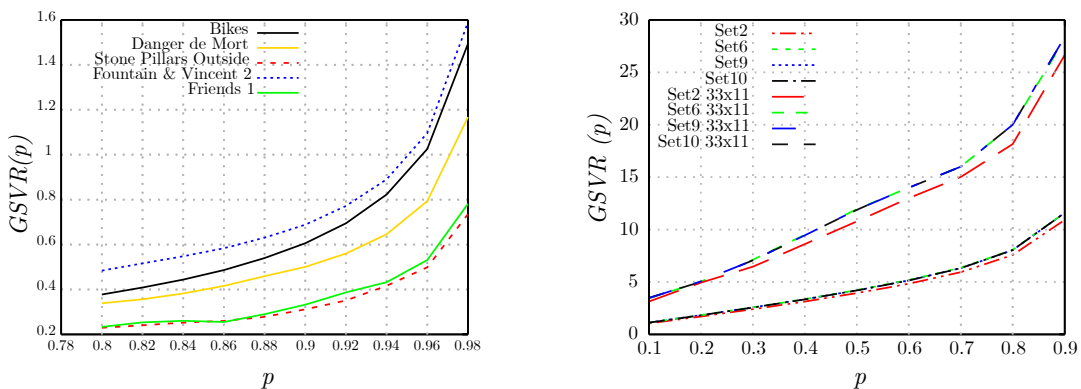 1.6
1.4
1.2
1
0.8
0.6
0.4
0.2
GSVR(p)
Bikes
Danger de Mort
Stone Pillars Outside
Fountain & Vincent 2
Friends 1
0.78 0.8 0.82 0.84 0.86 0.88 0.9 0.92 0.94 0.96 0.98
p
30
25
20
15
10
5
0
GSVR (p)
Set2
Set6
Set9
Set10
Set2 33x11
Set6 33x11
Set9 33x11
Set10 33x11
0.1 0.2 0.3 0.4 0.5 0.6 0.7 0.8 0.9
p